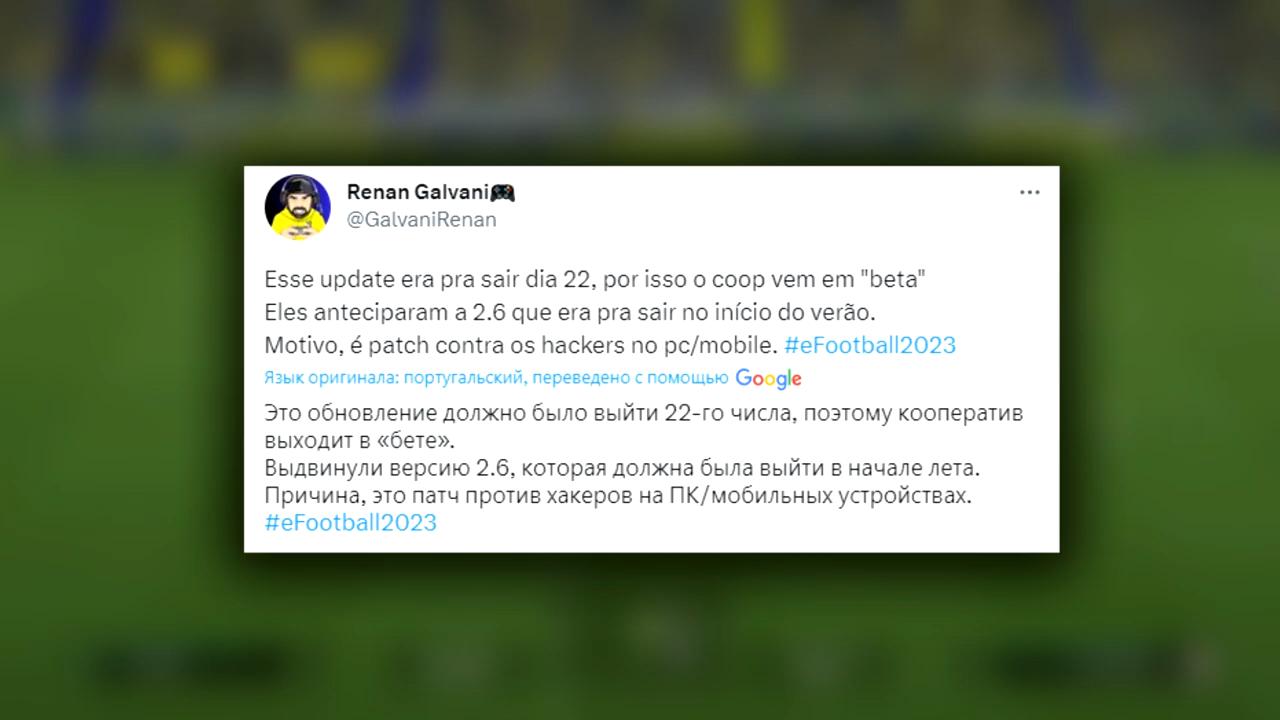 Renan Galvani🎮
@GalvaniRenan
Esse update era pra sair dia 22, por isso o coop vem em "beta"
Eles anteciparam a 2.6 que era pra sair no início do verão.
Motivo, é patch contra os hackers no pc/mobile. #eFootball2023
Язык оригинала: португальский, переведено с помощью Google
Это обновление должно было выйти 22-го числа, поэтому кооператив
выходит в «бете».
Выдвинули версию 2.6, которая должна была выйти в начале лета.
Причина, это патч против хакеров на ПК/мобильных устройствах.
#eFootball2023